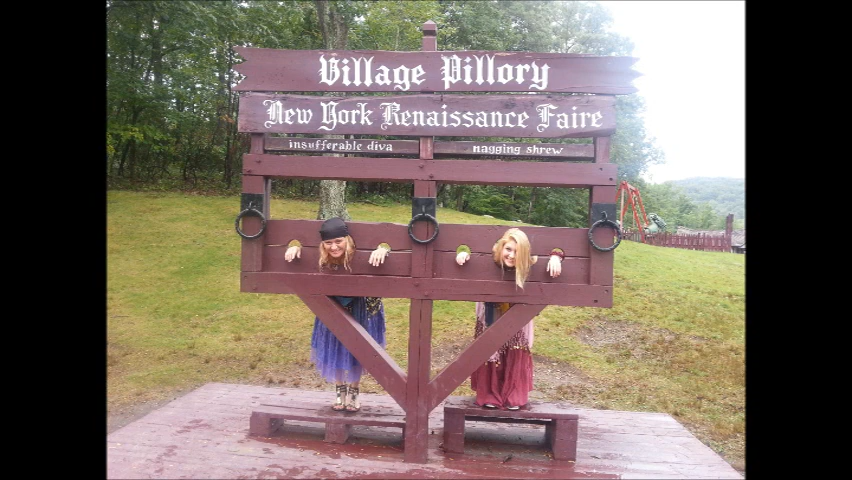 Village Pillory
New York Renaissance Faire
insufferable diva
nagging shrew